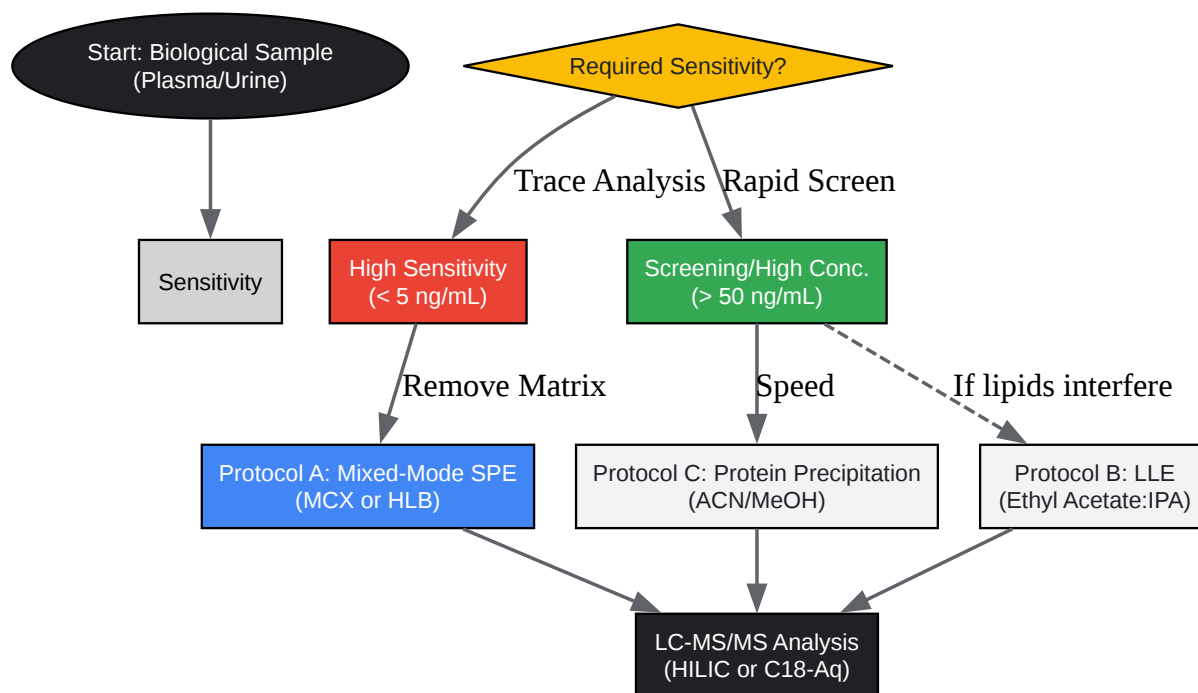 Start: Biological Sample
(Plasma/Urine)
Required Sensitivity?
Trace Analysis
Rapid Screen
Sensitivity
High Sensitivity
(< 5 ng/mL)
Screening/High Conc.
(> 50 ng/mL)
Remove Matrix
Speed
If lipids interfere
Protocol A: Mixed-Mode SPE
(MCX or HLB)
Protocol C: Protein Precipitation
(ACN/MeOH)
Protocol B: LLE
(Ethyl Acetate:IPA)
LC-MS/MS Analysis
(HILIC or C18-Aq)